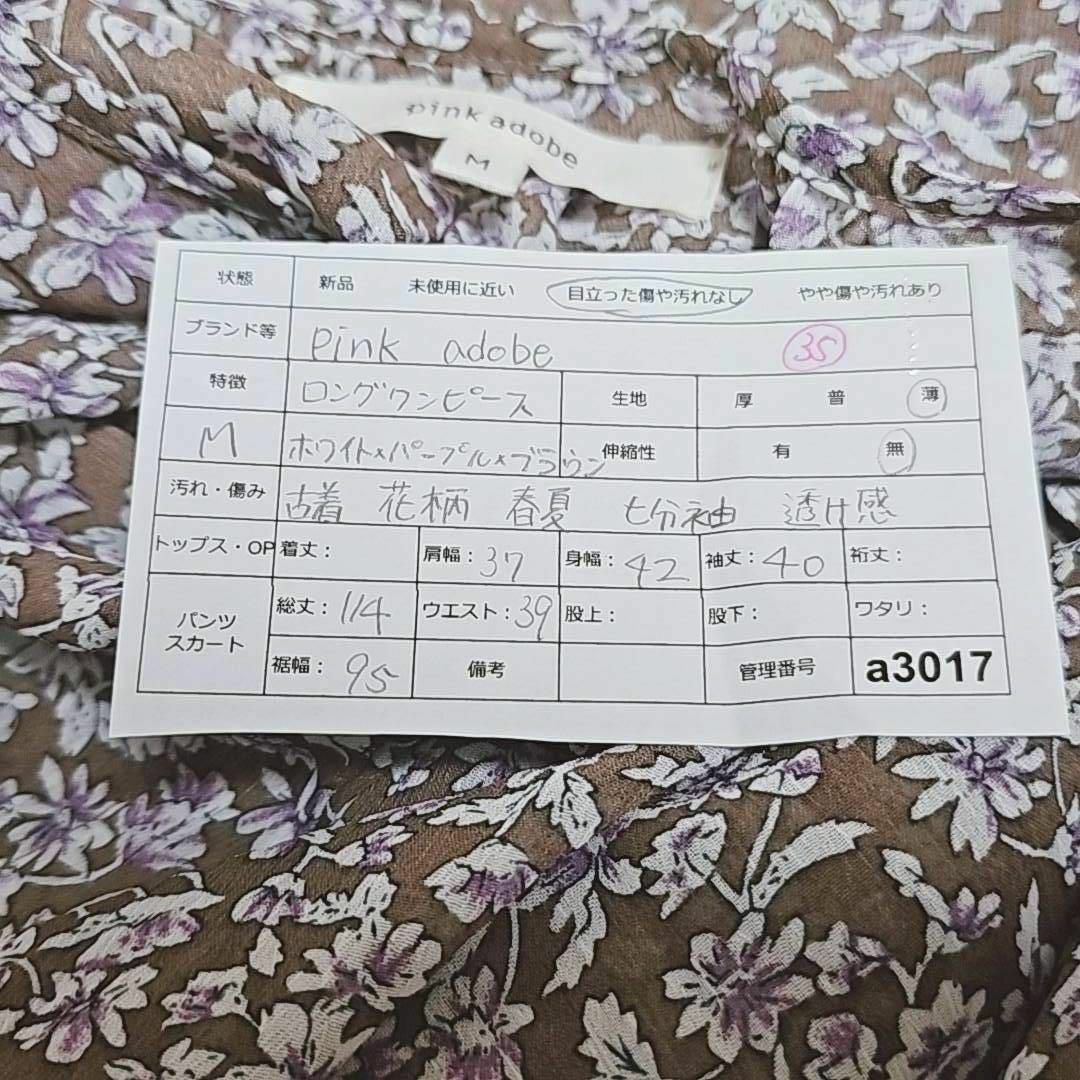 pink adobe
M
状態 新品 未使用に近い 目立った傷や汚れなし やや傷や汚れあり
ブランド等 pink adobe 35
特徴 ロングワンピース 生地 厚 普 薄
M ホワイト×パープル×ブラウン 伸縮性 有 無
汚れ・傷み 古着 花柄 春夏 七分袖 透け感
トップス・OP 着丈: 肩幅:37 身幅:42 袖丈:40 裄丈:
パンツ スカート 総丈:114 ウエスト:39 股上: 股下: ワタリ:
裾幅:95 備考 管理番号 a3017